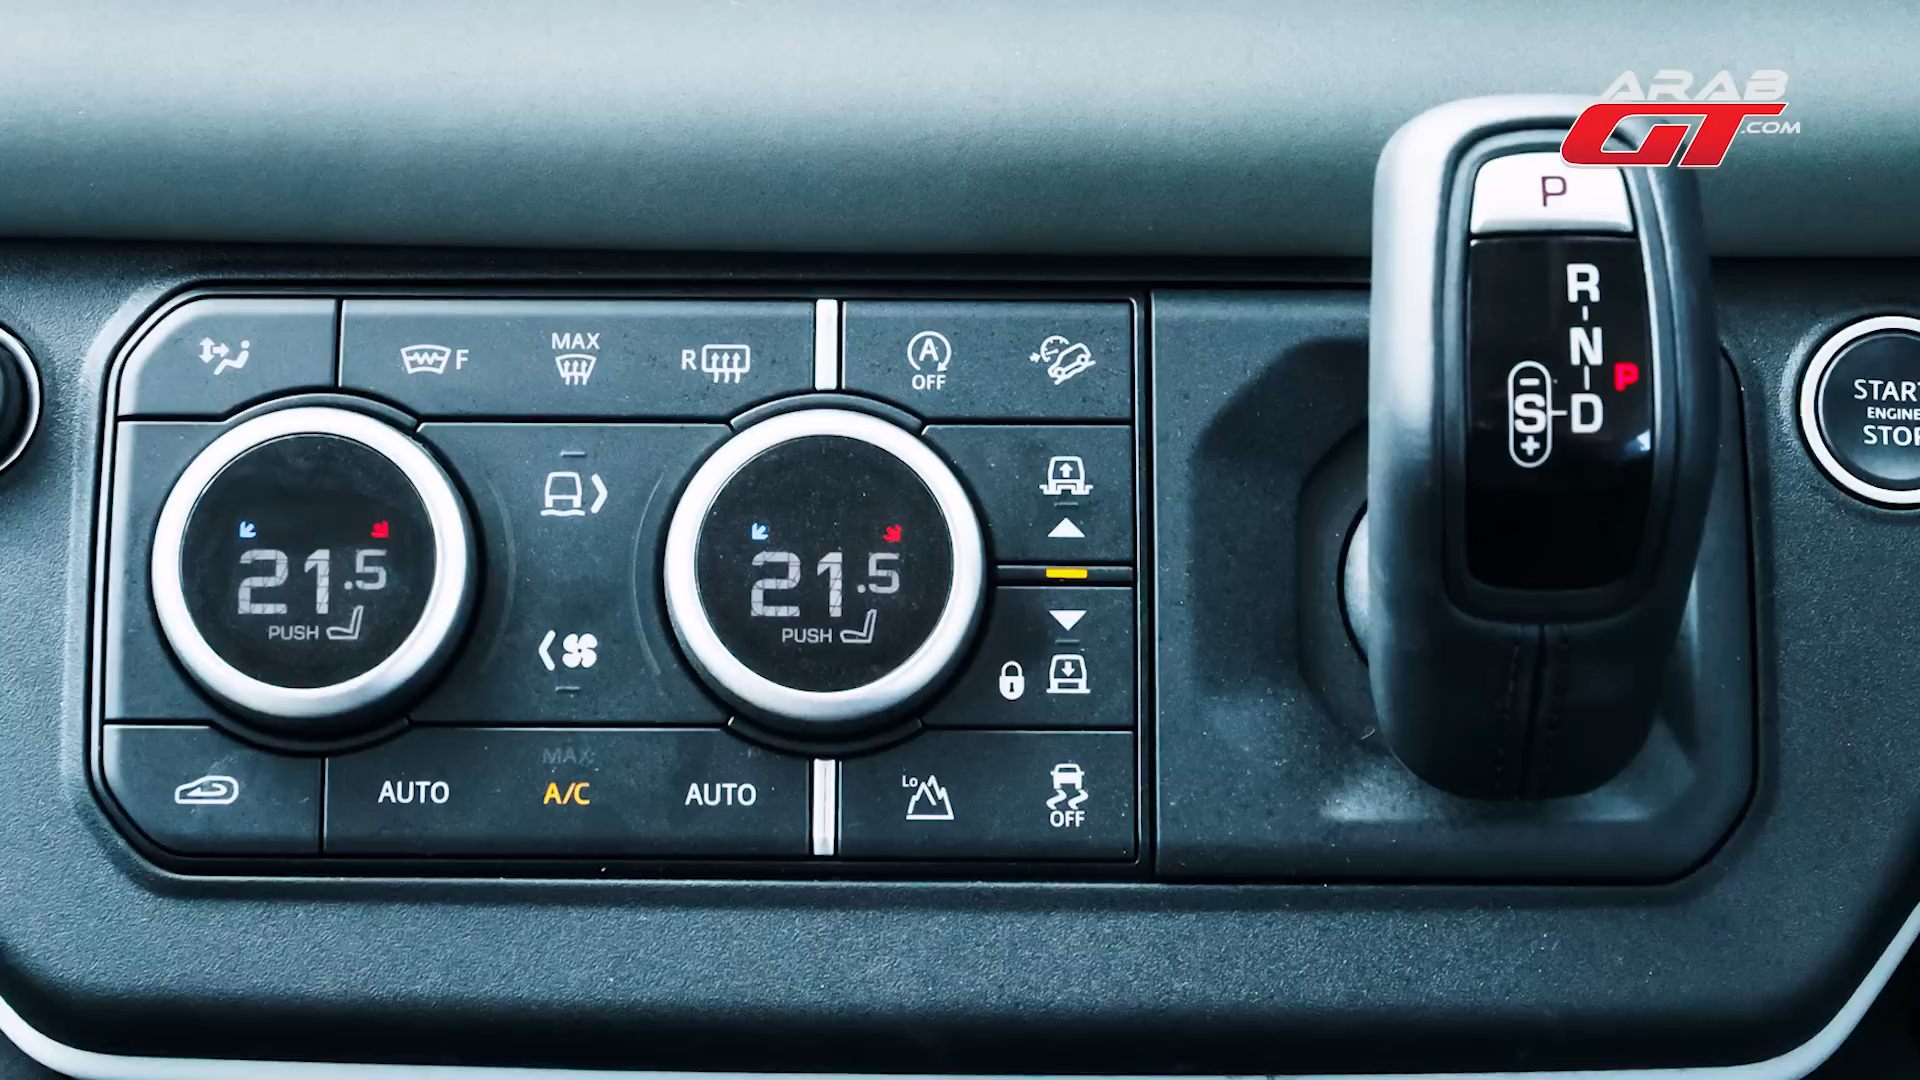 ARAB
GT.COM
P
R
N
D
P
-
S
+
START
ENGINE
STOP
F
MAX
R
A
OFF
21.5
PUSH
21.5
PUSH
AUTO
MAX
A/C
AUTO
Lo
OFF